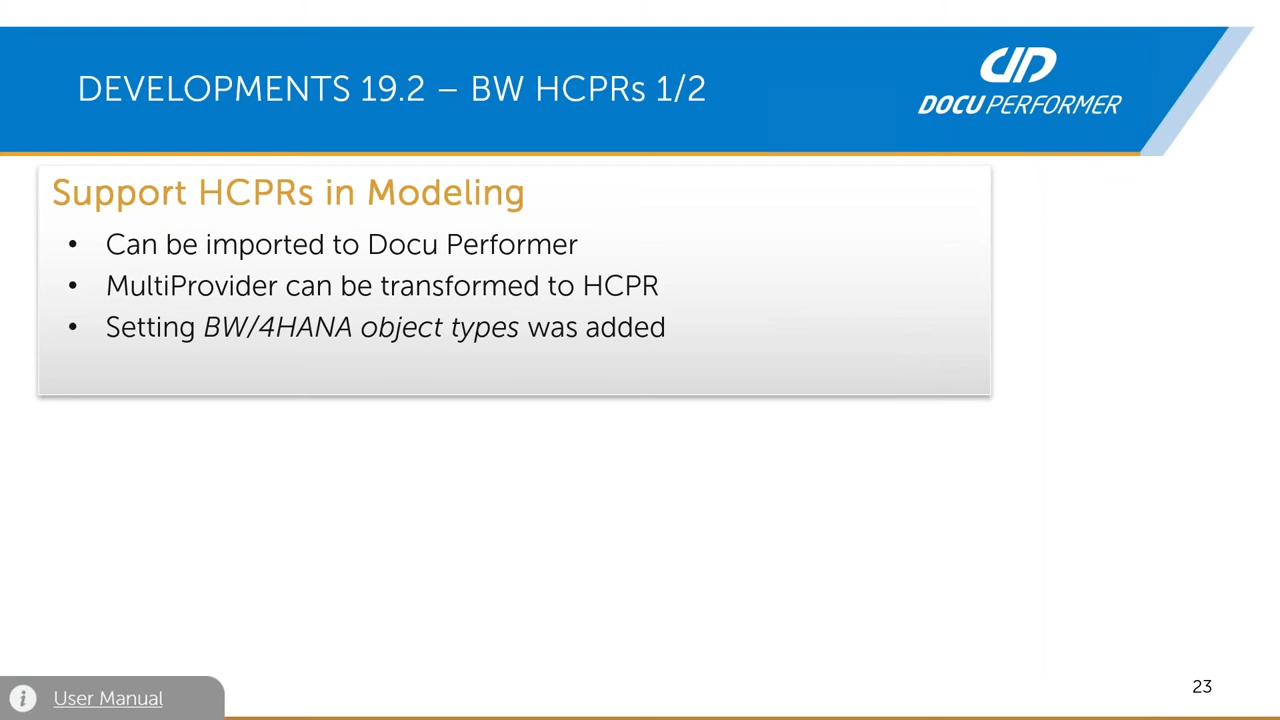 DEVELOPMENTS 19.2 – BW HCPRs 1/2
DOCU PERFORMER
Support HCPRs in Modeling
• Can be imported to Docu Performer
• MultiProvider can be transformed to HCPR
• Setting BW/4HANA object types was added
i User Manual
23